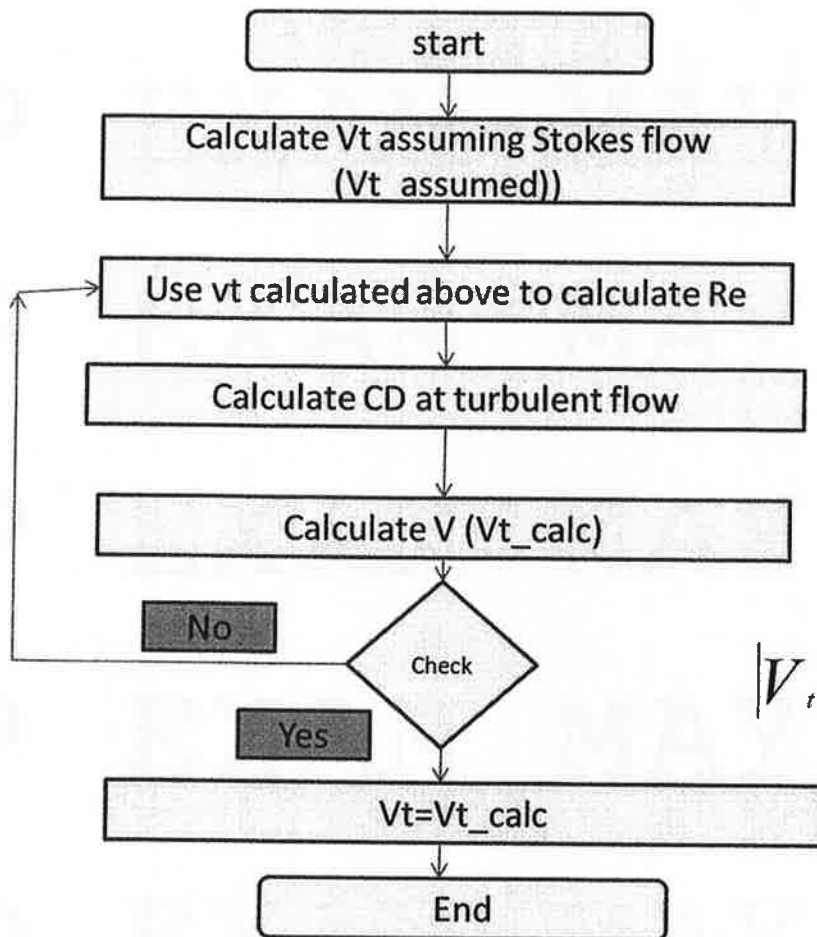 start
Calculate Vt assuming Stokes flow
(Vt_assumed))
Use vt calculated above to calculate Re
Calculate CD at turbulent flow
Calculate V (Vt_calc)
No
Check
|V t
Yes
Vt=Vt_calc
End